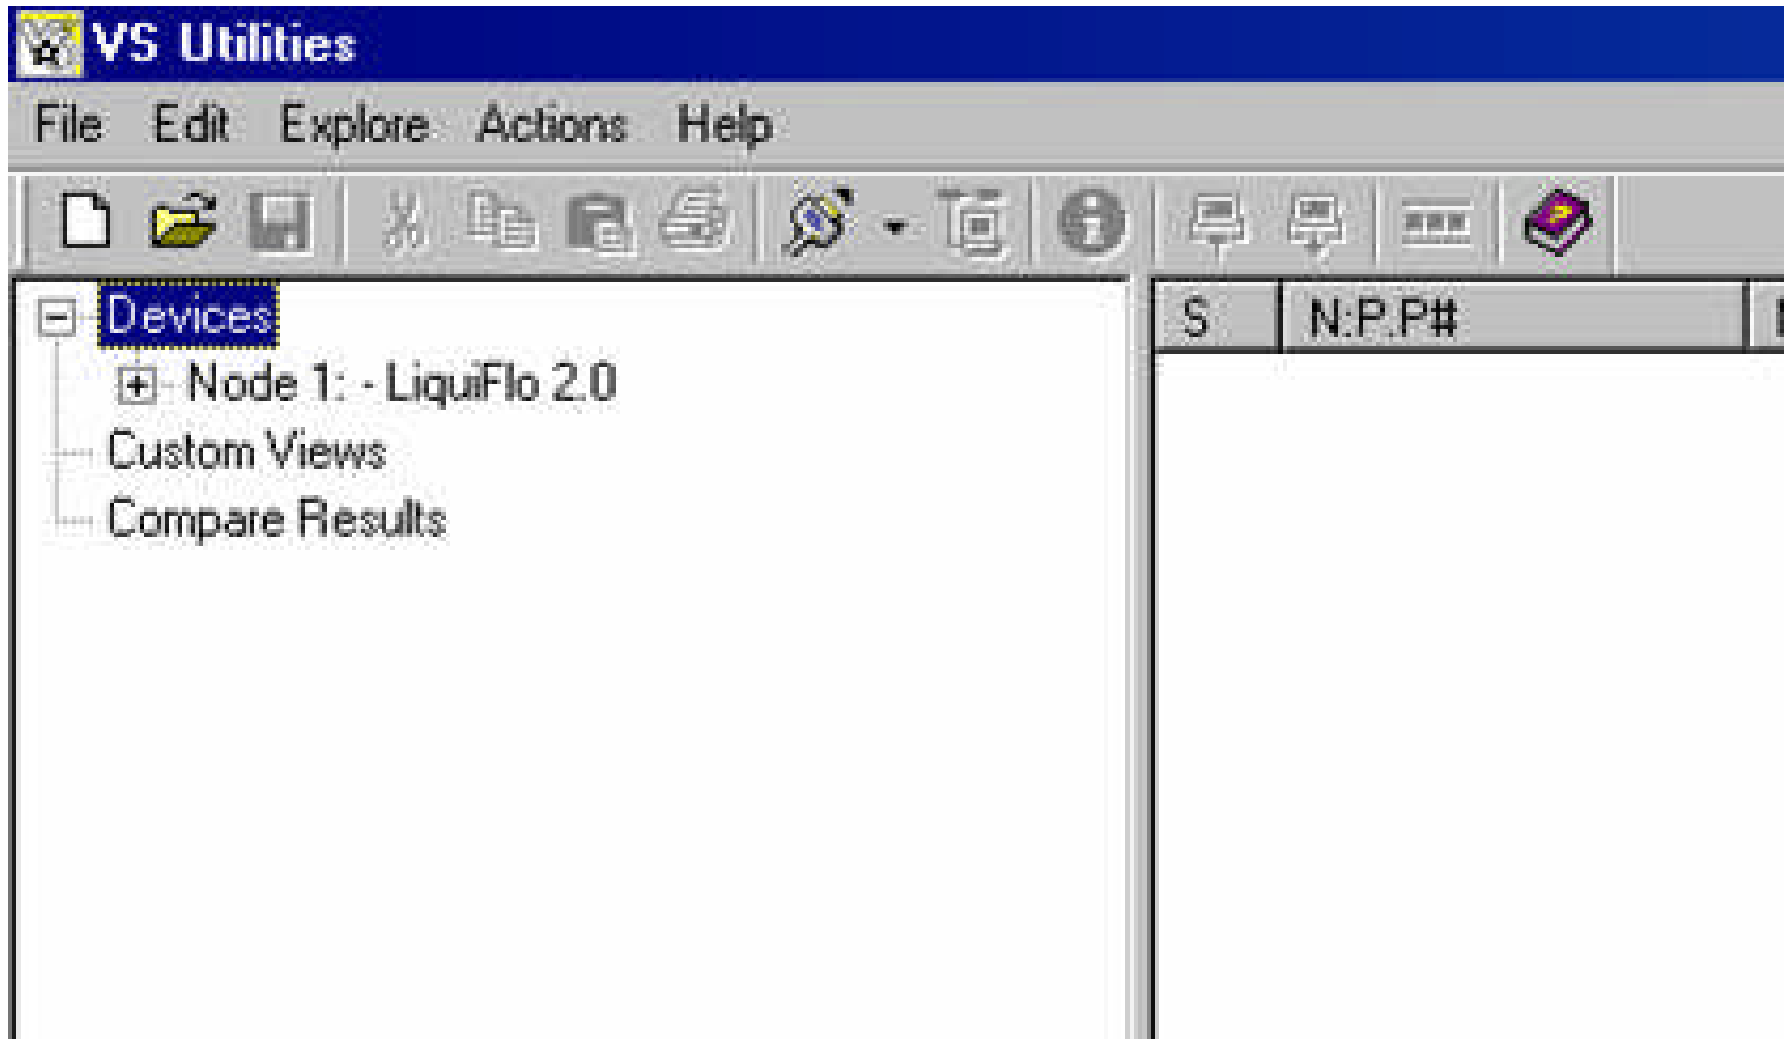 VS Utilities
File Edit Explore Actions Help
Devices
Node 1: - LiquiFlo 2.0
Custom Views
Compare Results
S N:P.P#